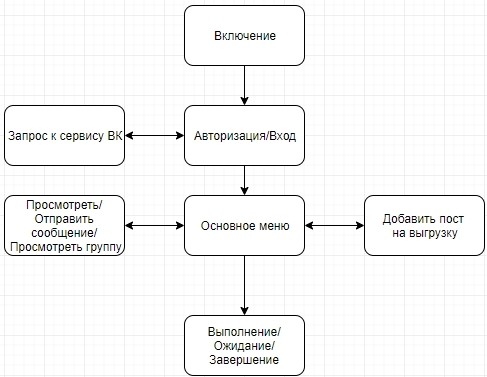 Включение
Запрос к сервису ВК
Авторизация/Вход
Просмотреть/
Отправить
сообщение/
Просмотреть группу
Основное меню
Добавить пост
на выгрузку
Выполнение/
Ожидание/
Завершение